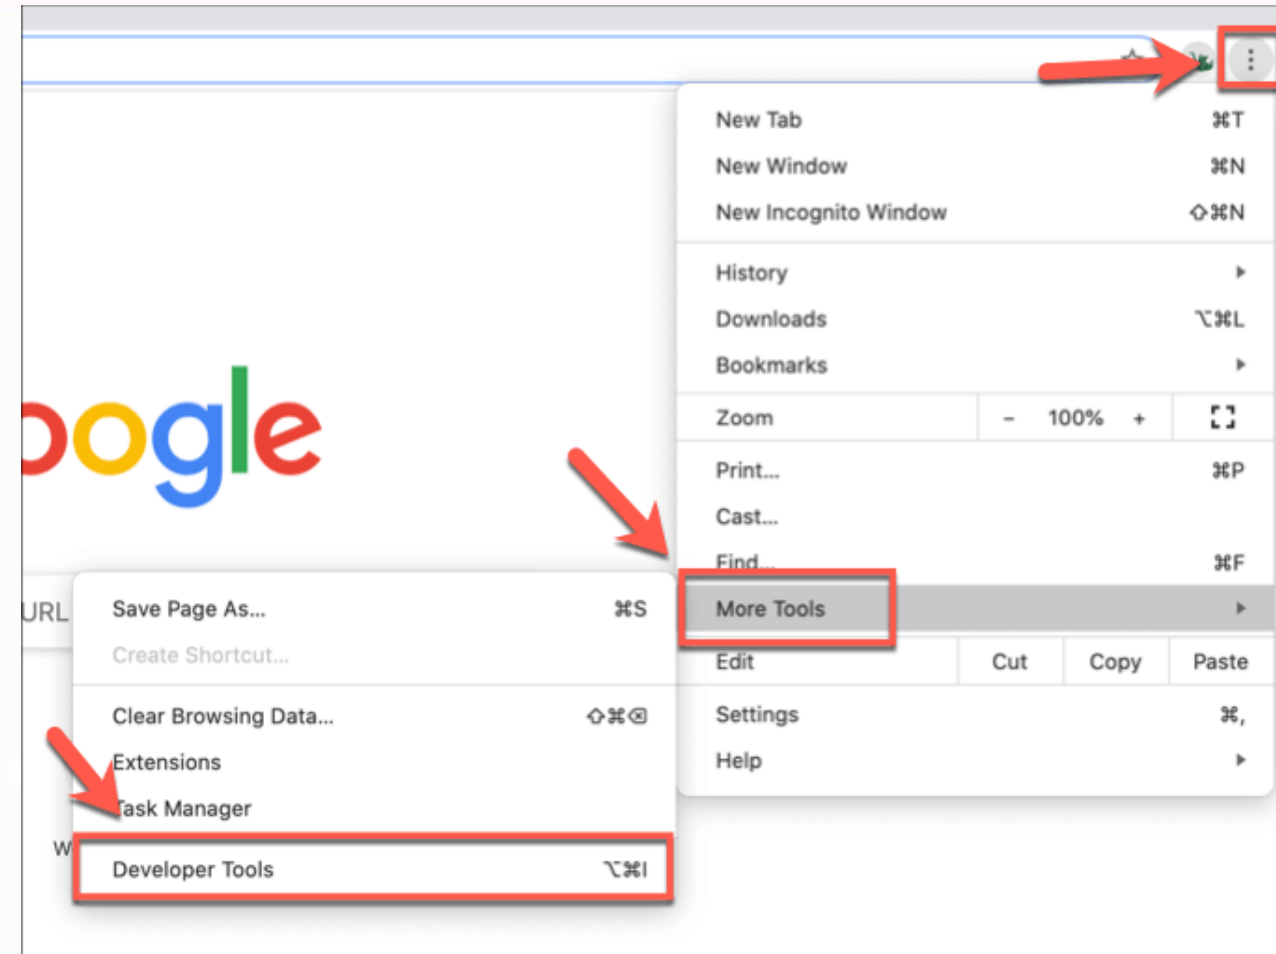 New Tab ⌘T
New Window ⌘N
New Incognito Window ⇧⌘N
History
Downloads ⌥⌘L
Bookmarks
Zoom - 100% +
oogle
Print... ⌘P
Cast...
Find... ⌘F
More Tools
Edit Cut Copy Paste
Settings ⌘,
Help
URL
Save Page As... ⌘S
Create Shortcut...
Clear Browsing Data... ⇧⌘⌫
Extensions
Task Manager
W
Developer Tools ⌥⌘I